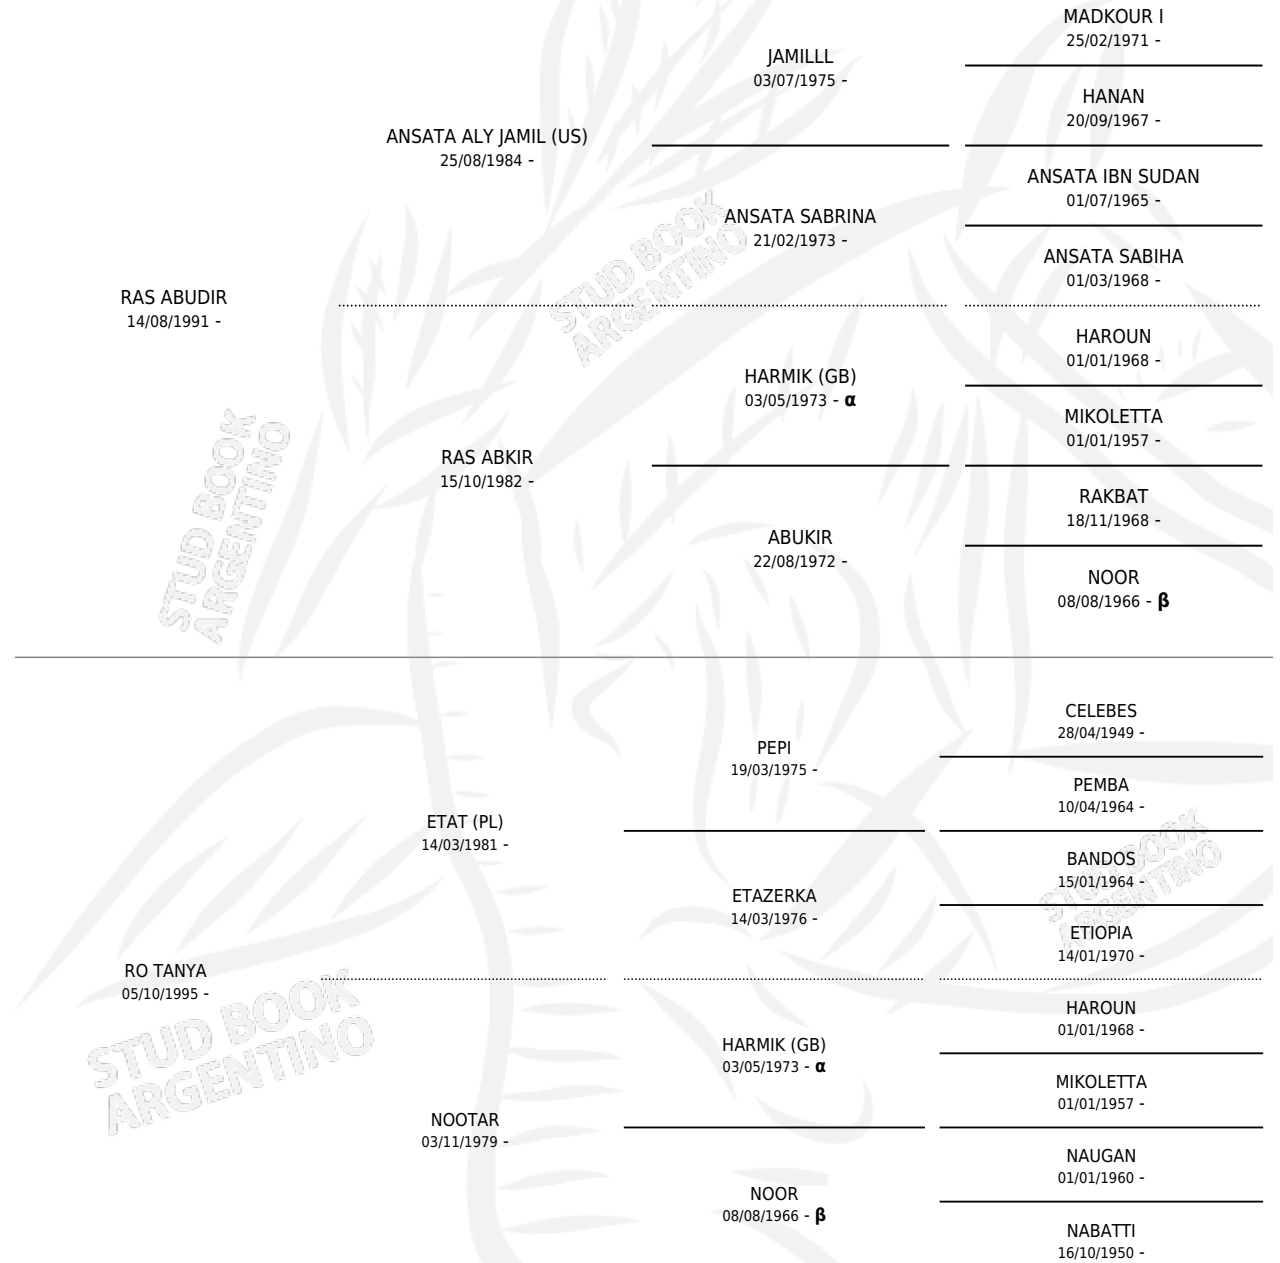 MADKOUR I
25/02/1971 -
JAMILLL
03/07/1975 -
HANAN
20/09/1967 -
ANSATA ALY JAMIL (US)
25/08/1984 -
ANSATA IBN SUDAN
01/07/1965 -
ANSATA SABRINA
21/02/1973 -
ANSATA SABIHA
01/03/1968 -
RAS ABUDIR
14/08/1991 -
HAROUN
01/01/1968 -
HARMIK (GB)
03/05/1973 - α
MIKOLETTA
01/01/1957 -
RAS ABKIR
15/10/1982 -
RAKBAT
18/11/1968 -
ABUKIR
22/08/1972 -
NOOR
08/08/1966 - β
CELEBES
28/04/1949 -
PEPI
19/03/1975 -
PEMBA
10/04/1964 -
ETAT (PL)
14/03/1981 -
BANDOS
15/01/1964 -
ETAZERKA
14/03/1976 -
ETIOPIA
14/01/1970 -
RO TANYA
05/10/1995 -
HAROUN
01/01/1968 -
HARMIK (GB)
03/05/1973 - α
MIKOLETTA
01/01/1957 -
NOOTAR
03/11/1979 -
NAUGAN
01/01/1960 -
NOOR
08/08/1966 - β
NABATTI
16/10/1950 -
STUD BOOK
ARGENTINO
STUD BOOK
ARGENTINO
STUD BOOK
ARGENTINO
STUD BOOK
ARGENTINO